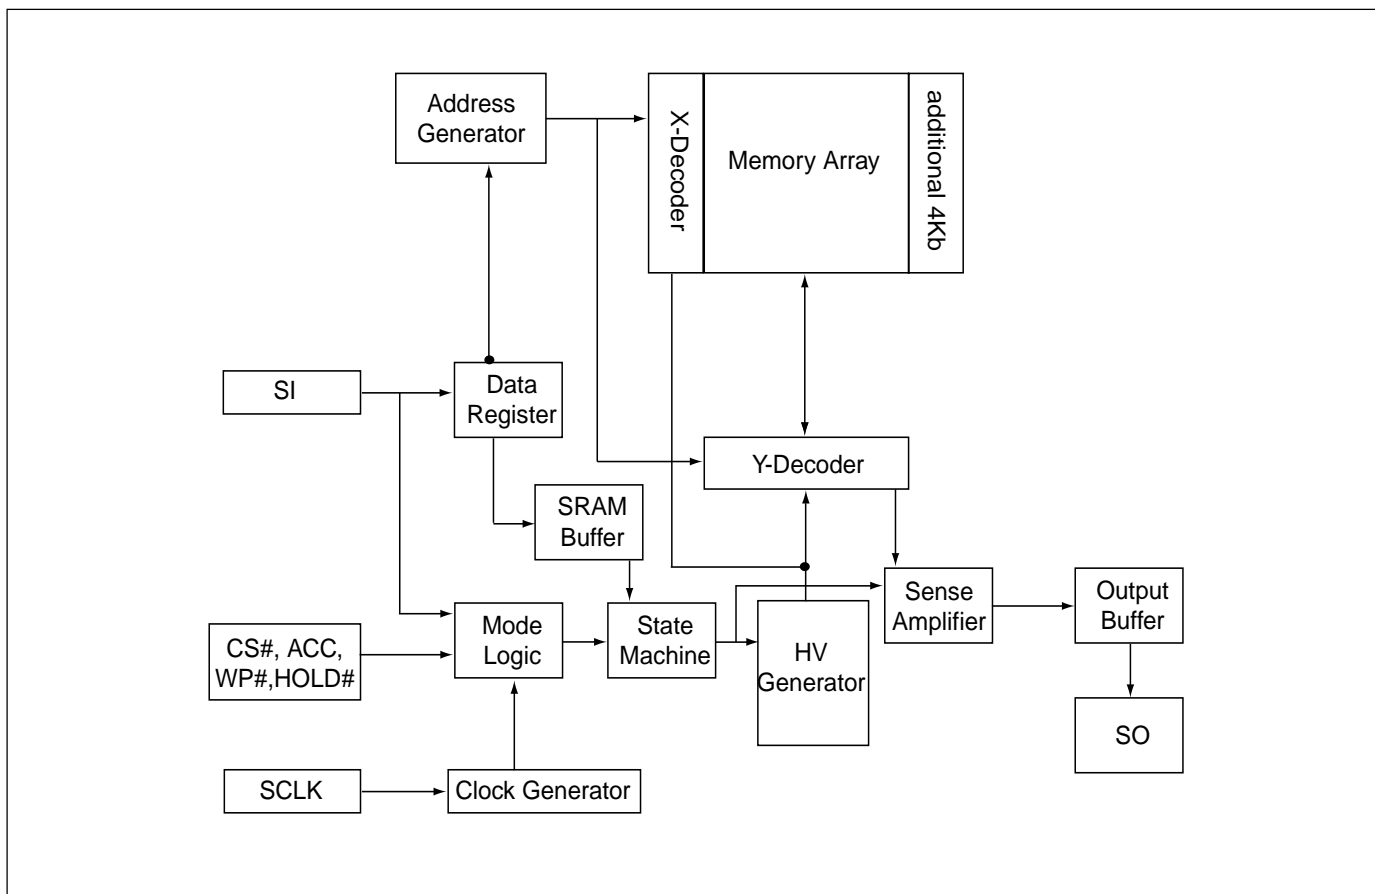 Address
Generator
X-Decoder
Memory Array
additional 4Kb
SI
Data
Register
Y-Decoder
SRAM
Buffer
Sense
Amplifier
Output
Buffer
CS#, ACC,
WP#,HOLD#
Mode
Logic
State
Machine
HV
Generator
SO
SCLK
Clock Generator